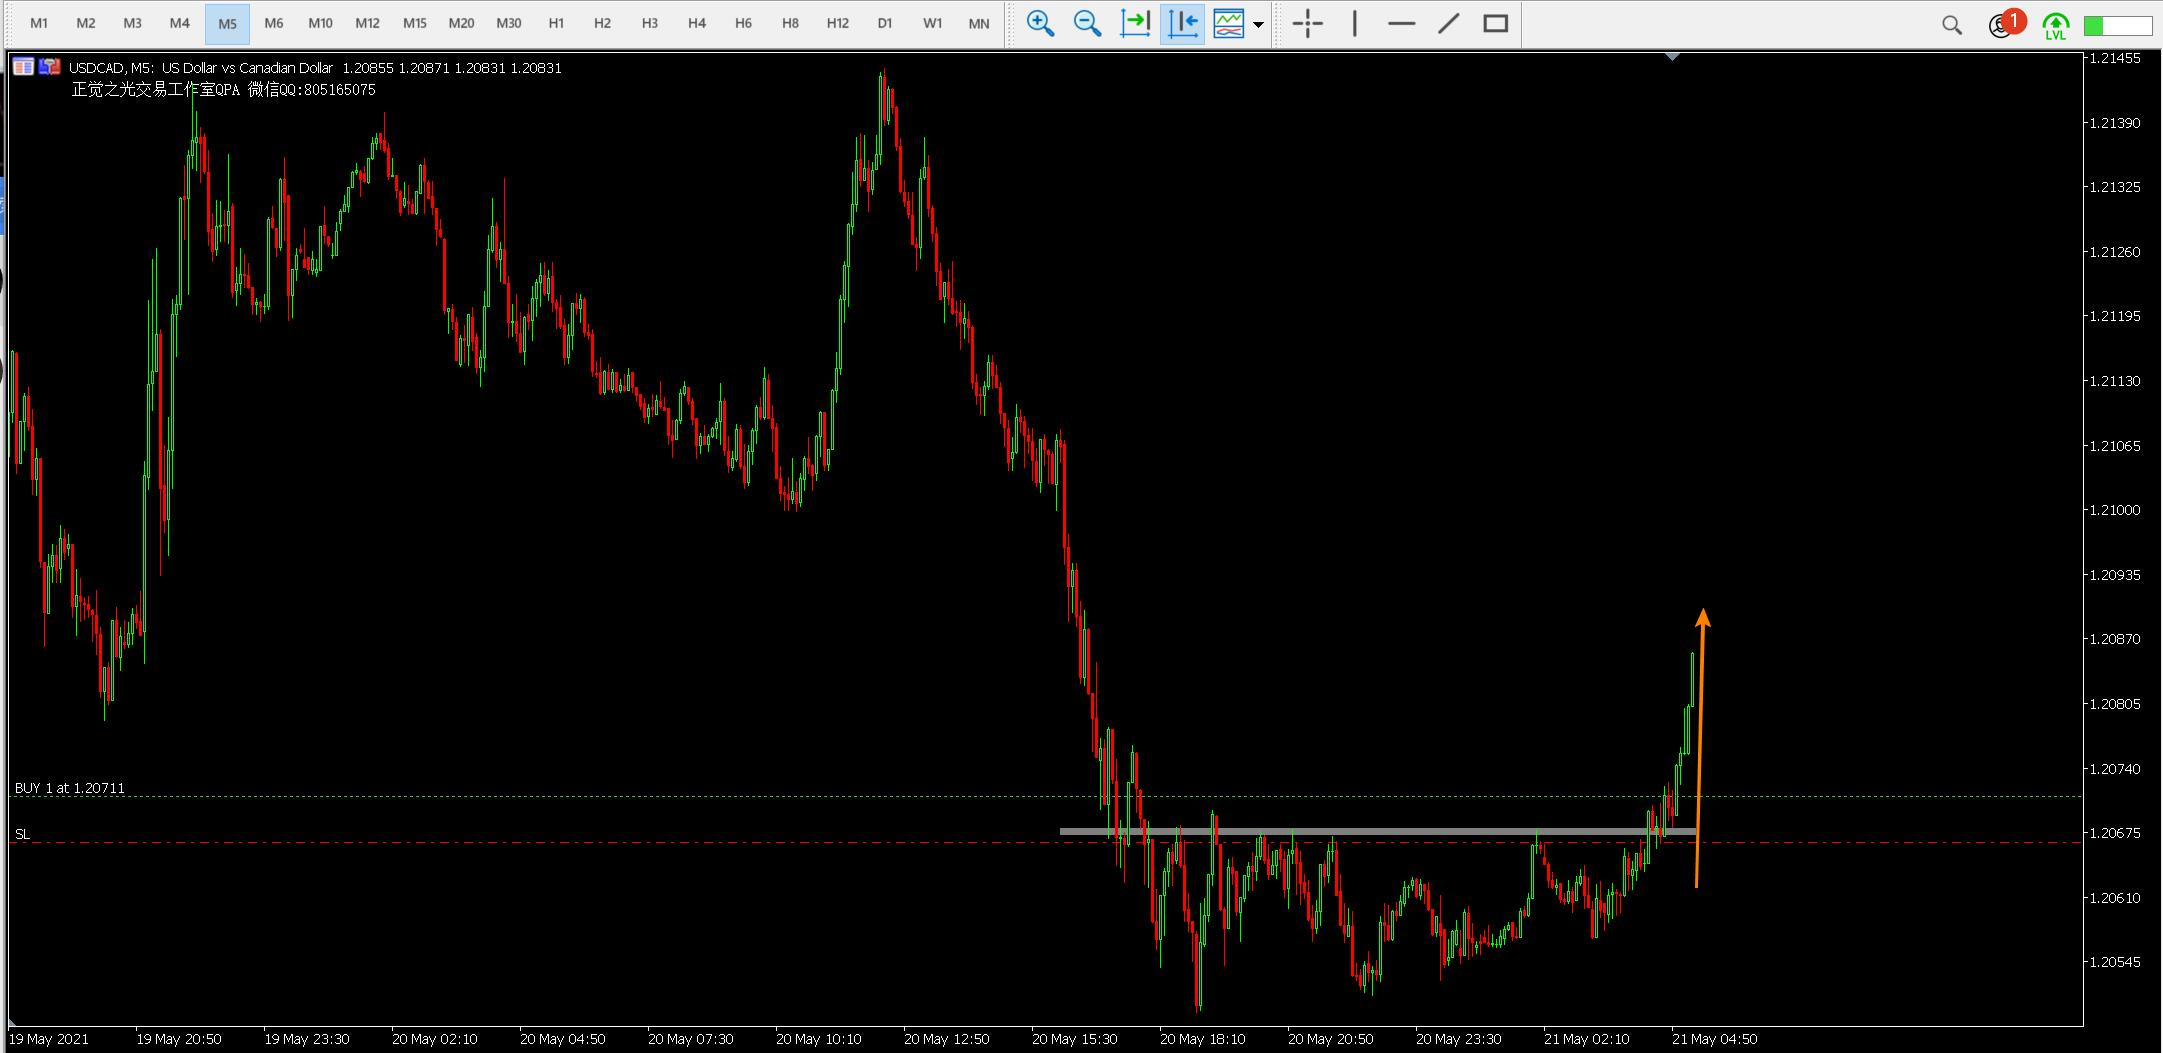 M1 M2 M3 M4 M5 M6 M10 M12 M15 M20 M30 H1 H2 H3 H4 H6 H8 H12 D1 W1 MN
1
LVL
USDCAD, M5: US Dollar vs Canadian Dollar 1.20855 1.20871 1.20831 1.20831
正觉之光交易工作室QPA 微信QQ:805165075
1.21455
1.21390
1.21325
1.21260
1.21195
1.21130
1.21065
1.21000
1.20935
1.20870
1.20805
1.20740
BUY 1 at 1.20711
SL
1.20675
1.20610
1.20545
19 May 2021 19 May 20:50 19 May 23:30 20 May 02:10 20 May 04:50 20 May 07:30 20 May 10:10 20 May 12:50 20 May 15:30 20 May 18:10 20 May 20:50 20 May 23:30 21 May 02:10 21 May 04:50